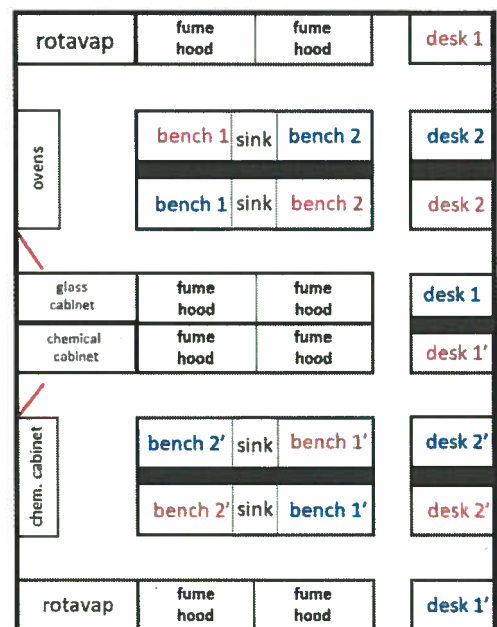 rotavap fume hood fume hood desk 1
ovens
bench 1 sink bench 2 desk 2
bench 1 sink bench 2 desk 2
glass cabinet fume hood fume hood desk 1
chemical cabinet fume hood fume hood desk 1'
chem. cabinet
bench 2' sink bench 1' desk 2'
bench 2' sink bench 1' desk 2'
rotavap fume hood fume hood desk 1'